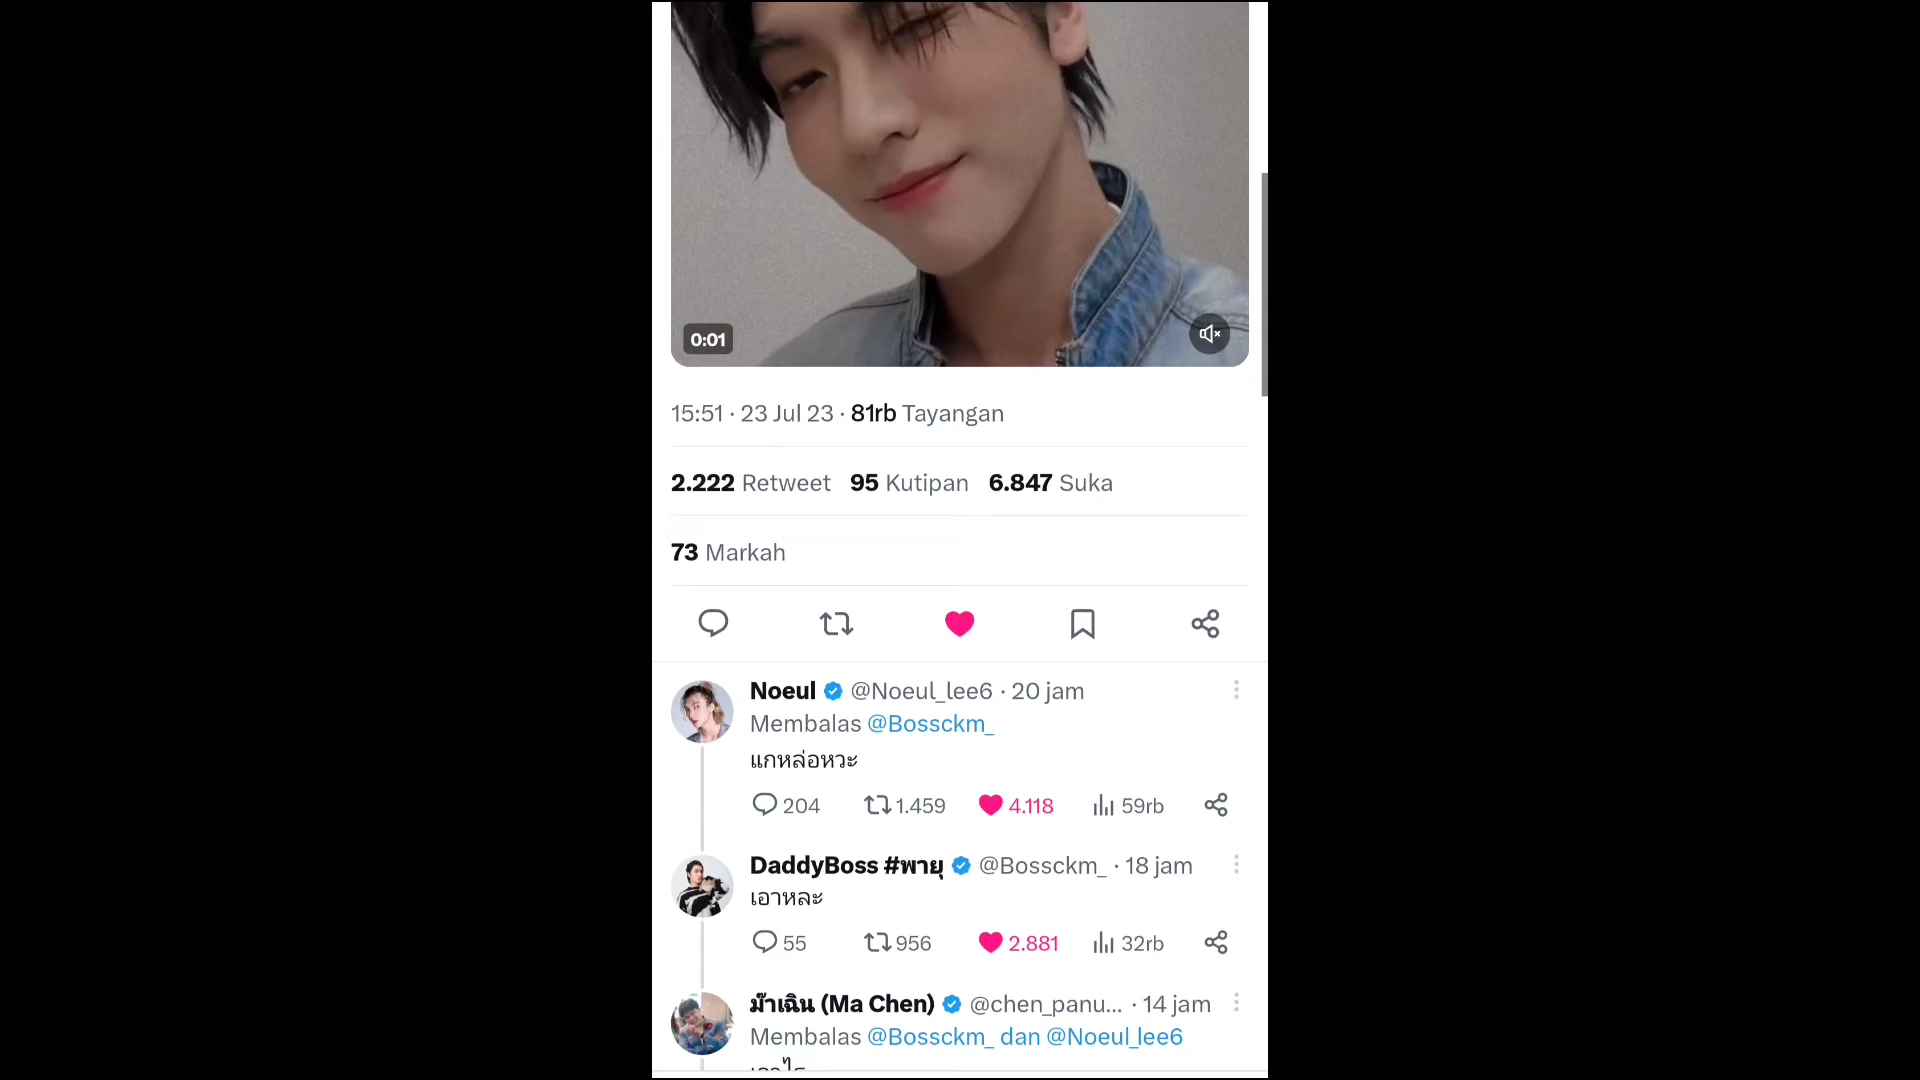 0:01
15:51 · 23 Jul 23 · 81rb Tayangan
2.222 Retweet 95 Kutipan 6.847 Suka
73 Markah
Noeul @Noeul_lee6 · 20 jam
Membalas @Bossckm_
แกหล่อหวะ
204 1.459 4.118 59rb
DaddyBoss #พายุ @Bossckm_ · 18 jam
เอาหละ
55 956 2.881 32rb
ม๊าเฉิน (Ma Chen) @chen_panu... · 14 jam
Membalas @Bossckm_ dan @Noeul_lee6